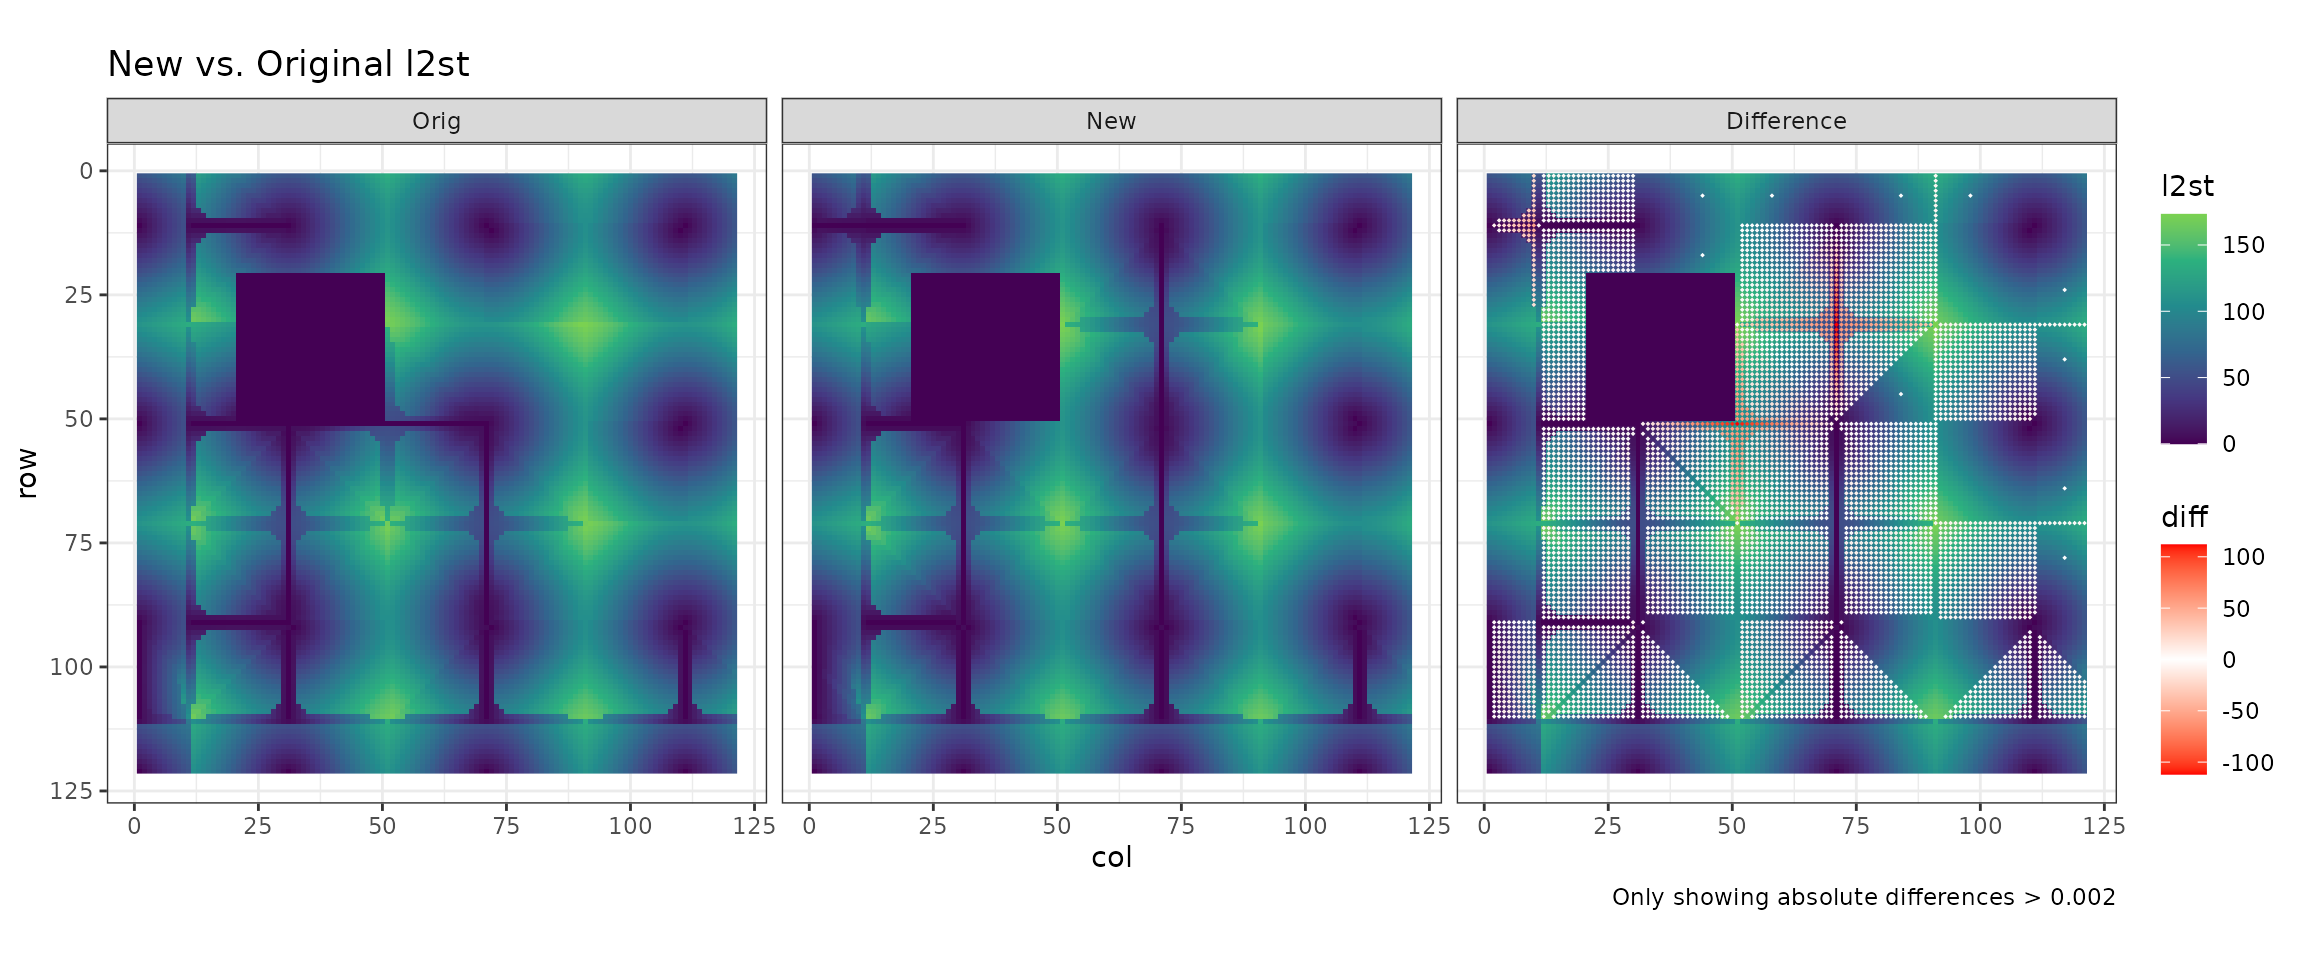 New vs. Original l2st
Orig
New
Difference
0
25
50
75
100
125
row
0 25 50 75 100 125
0 25 50 75 100 125
0 25 50 75 100 125
col
l2st
150
100
50
0
diff
100
50
0
-50
-100
Only showing absolute differences > 0.002